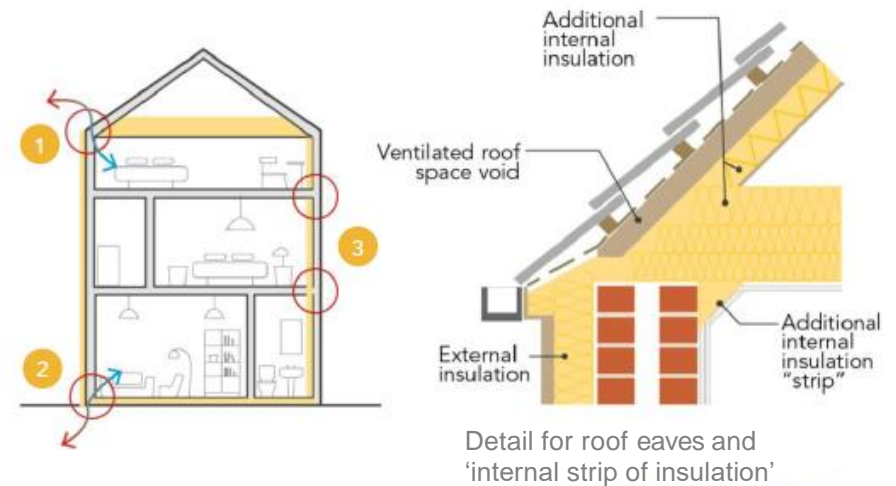 1
2
3
Additional
internal
insulation
Ventilated roof
space void
External
insulation
Additional
internal
insulation
“strip”
Detail for roof eaves and
‘internal strip of insulation’